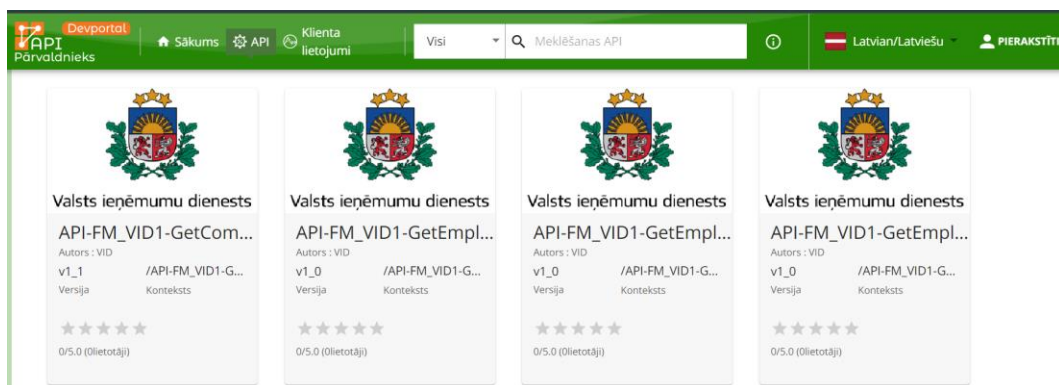 Devportal
API
Pārvaldnieks
Sākums
API
Klienta
lietojumi
Visi
Meklēšanas API
Latvian/Latviešu
Valsts ieņēmumu dienests
API-FM_VID1-GetCom...
Autors : VID
v1_1 /API-FM_VID1-G...
Versija Konteksts
0/5.0 (0lietotāji)
Valsts ieņēmumu dienests
API-FM_VID1-GetEmpl...
Autors : VID
v1_0 /API-FM_VID1-G...
Versija Konteksts
0/5.0 (0lietotāji)
Valsts ieņēmumu dienests
API-FM_VID1-GetEmpl...
Autors : VID
v1_0 /API-FM_VID1-G...
Versija Konteksts
0/5.0 (0lietotāji)
Valsts ieņēmumu dienests
API-FM_VID1-GetEmpl...
Autors : VID
v1_0 /API-FM_VID1-G...
Versija Konteksts
0/5.0 (0lietotāji)